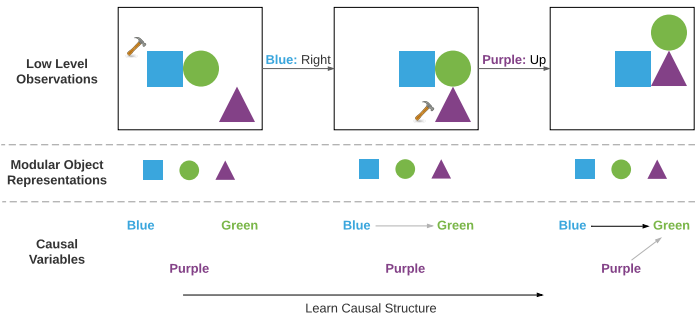 Low Level
Observations
Blue: Right
Purple: Up
Modular Object
Representations
Causal
Variables
Blue
Green
Purple
Blue
Green
Purple
Blue
Green
Purple
Learn Causal Structure